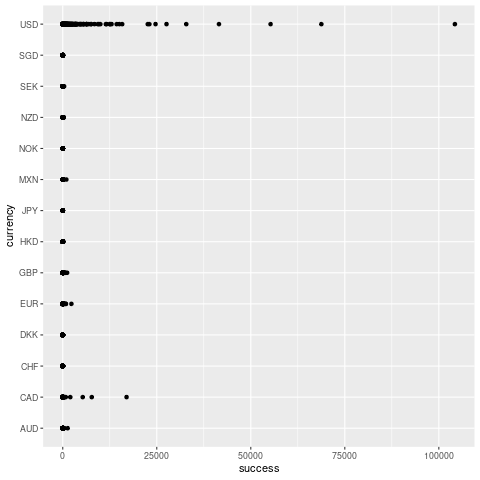 USD
SGD
SEK
NZD
NOK
MXN
JPY
HKD
GBP
EUR
DKK
CHF
CAD
AUD
currency
0 25000 50000 75000 100000
success